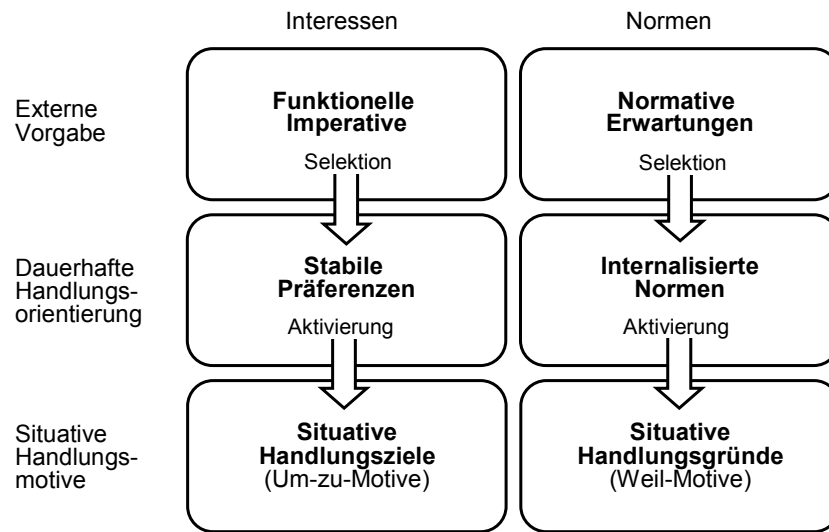 Interessen
Normen
Externe
Vorgabe
Funktionelle
Imperative
Selektion
Normative
Erwartungen
Selektion
Dauerhafte
Handlungs-
orientierung
Stabile
Präferenzen
Aktivierung
Internalisierte
Normen
Aktivierung
Situative
Handlungs-
motive
Situative
Handlungsziele
(Um-zu-Motive)
Situative
Handlungsgründe
(Weil-Motive)